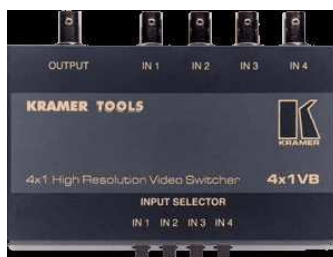 OUTPUT IN 1 IN 2 IN 3 IN 4
KRAMER TOOLS
KRAMER
4x1 High Resolution Video Switcher 4x1VB
INPUT SELECTOR
IN 1 IN 2 IN 3 IN 4